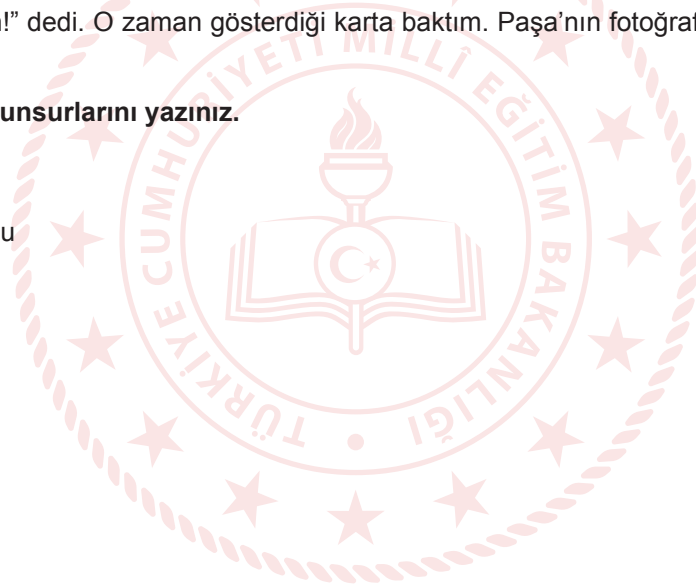 !” dedi. O zaman gösterdiği karta baktım. Paşa’nın fotoğraf
unsurlarını yazınız.
u
TÜRKİYE CUMHURİYETİ MİLLÎ EĞİTİM BAKANLIĞI